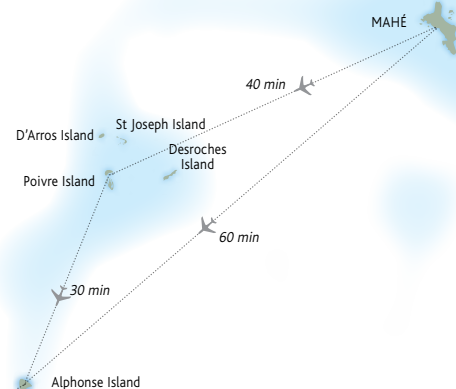 MAHÉ
40 min
St Joseph Island
D'Arros Island
Desroches
Island
Poivre Island
60 min
30 min
Alphonse Island